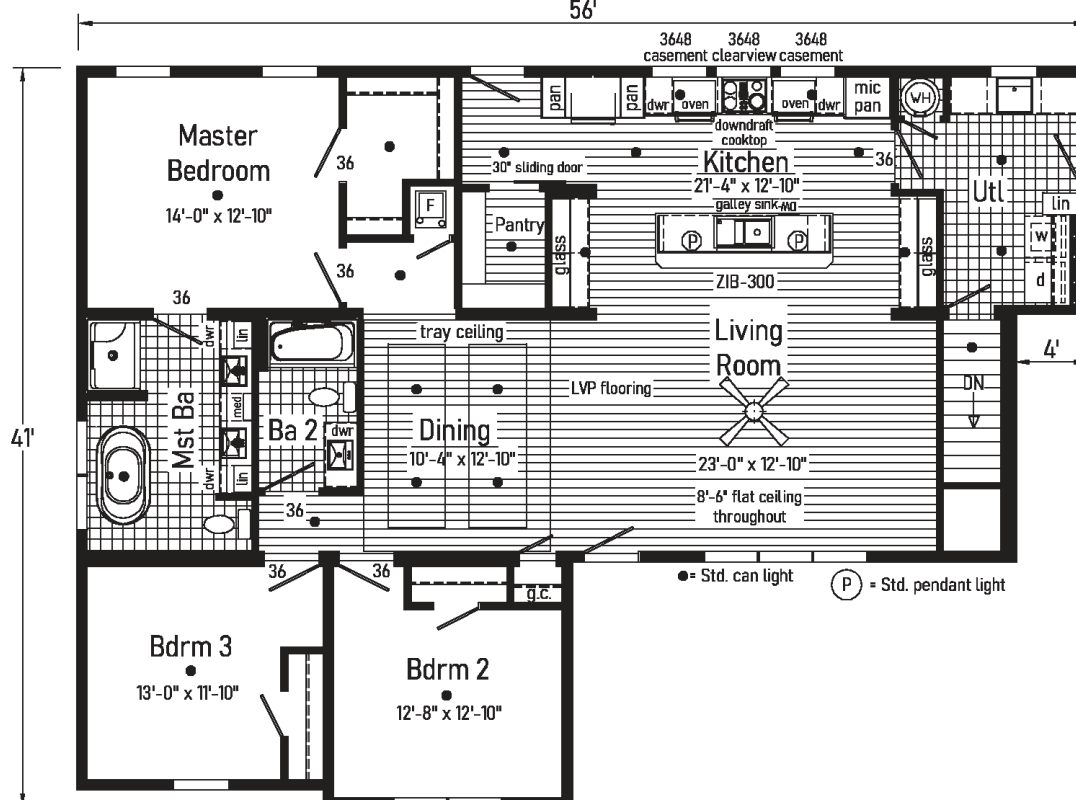 56'
3648 3648 3648
casement clearview casement
pan
pan
dwr
oven
oven
dwr
mic
pan
WH
downdraft
cooktop
Master
Bedroom
14'-0" x 12'-10"
36
30" sliding door
Kitchen
21'-4" x 12'-10"
36
Utl
lin
F
galley sink
DW
Pantry
P
P
glass
glass
w
d
36
36
ZIB-300
dwr
lin
tray ceiling
Living
Room
4'
DN
LVP flooring
41'
Mst Ba
med
Ba 2
dwr
Dining
10'-4" x 12'-10"
23'-0" x 12'-10"
dwr
lin
8'-6" flat ceiling
throughout
36
36
36
= Std. can light
P = Std. pendant light
g.c.
Bdrm 3
13'-0" x 11'-10"
Bdrm 2
12'-8" x 12'-10"